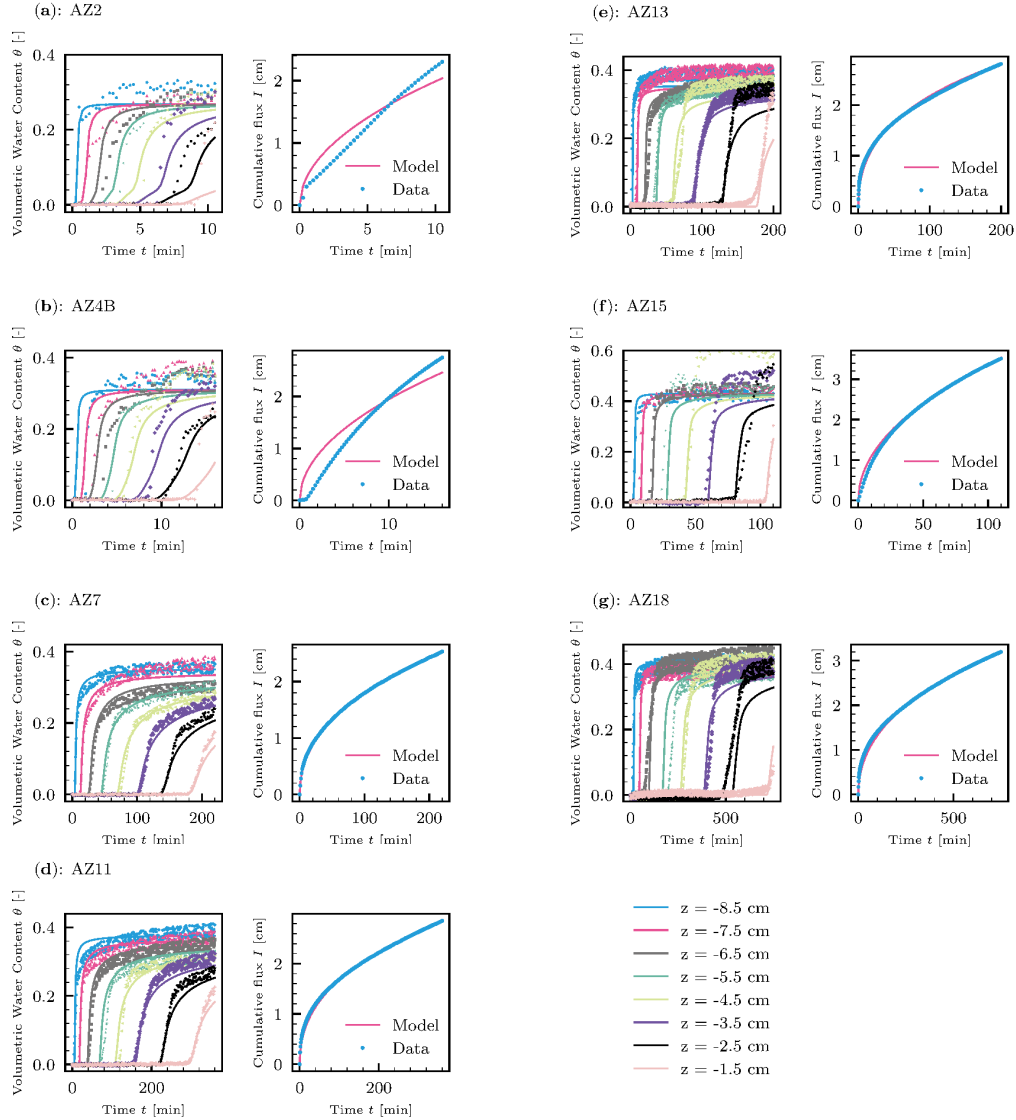 (a): AZ2
Volumetric Water Content θ [-]
0.4
0.2
0.0
0 5 10
Time t [min]
Cumulative flux I [cm]
2
1
0
Model
Data
0 5 10
Time t [min]
(e): AZ13
Volumetric Water Content θ [-]
0.4
0.2
0.0
0 100 200
Time t [min]
Cumulative flux I [cm]
2
1
0
Model
Data
0 100 200
Time t [min]
(b): AZ4B
Volumetric Water Content θ [-]
0.4
0.2
0.0
0 10
Time t [min]
Cumulative flux I [cm]
2
1
0
Model
Data
0 10
Time t [min]
(f): AZ15
Volumetric Water Content θ [-]
0.6
0.4
0.2
0.0
0 50 100
Time t [min]
Cumulative flux I [cm]
3
2
1
0
Model
Data
0 50 100
Time t [min]
(c): AZ7
Volumetric Water Content θ [-]
0.4
0.2
0.0
0 100 200
Time t [min]
Cumulative flux I [cm]
2
1
0
Model
Data
0 100 200
Time t [min]
(g): AZ18
Volumetric Water Content θ [-]
0.4
0.2
0.0
0 500
Time t [min]
Cumulative flux I [cm]
3
2
1
0
Model
Data
0 500
Time t [min]
(d): AZ11
Volumetric Water Content θ [-]
0.4
0.2
0.0
0 200
Time t [min]
Cumulative flux I [cm]
2
1
0
Model
Data
0 200
Time t [min]
z = -8.5 cm
z = -7.5 cm
z = -6.5 cm
z = -5.5 cm
z = -4.5 cm
z = -3.5 cm
z = -2.5 cm
z = -1.5 cm